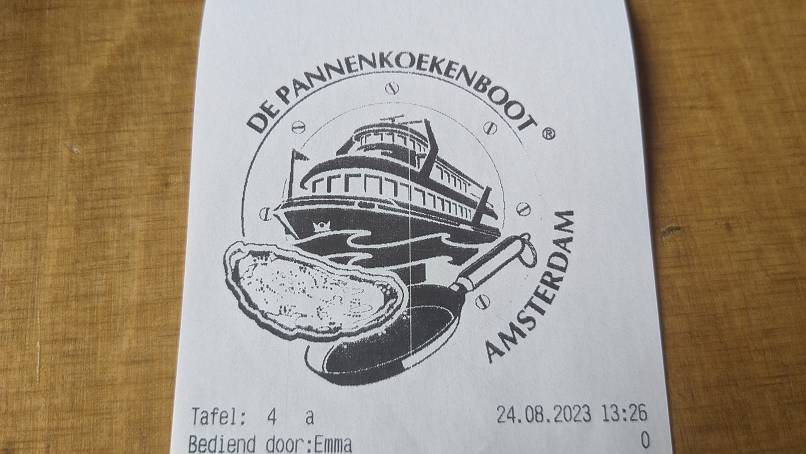 DE PANNENKOEKENBOOT ®
AMSTERDAM
Tafel: 4 a 24.08.2023 13:26
Bediend door:Emma 0